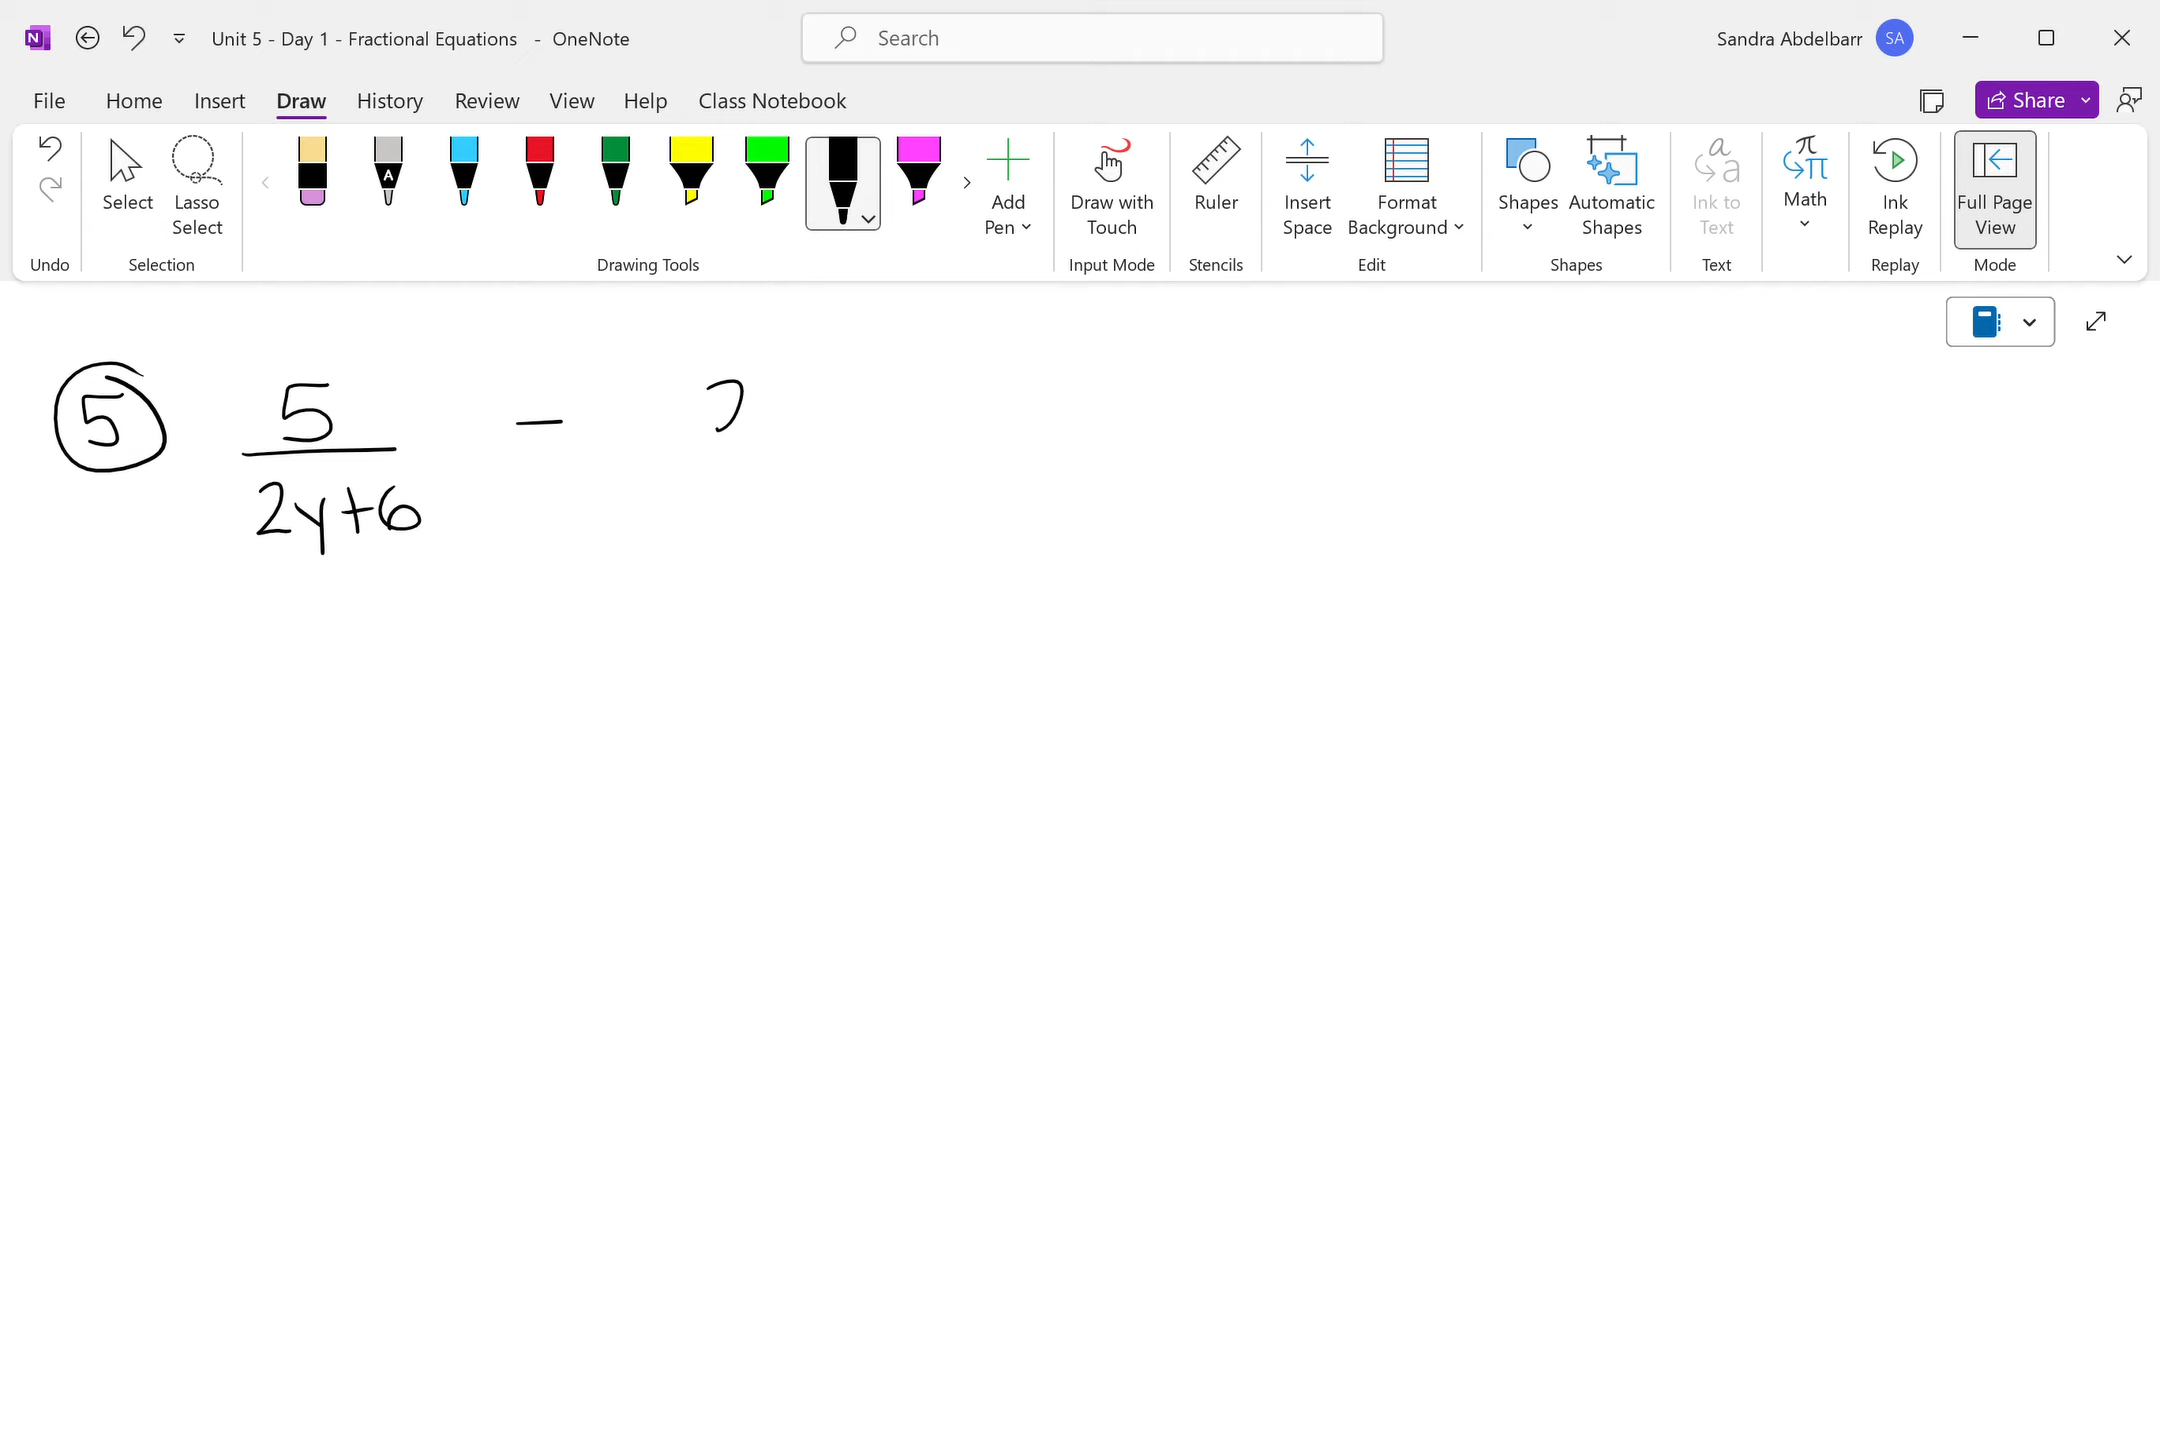 Unit 5 - Day 1 - Fractional Equations - OneNote Search Sandra Abdelbarr SA
File Home Insert Draw History Review View Help Class Notebook Share
Select Lasso Select A Add Pen Draw with Touch Ruler Insert Space Format Background Shapes Automatic Shapes Ink to Text Math Ink Replay Full Page View
Undo Selection Drawing Tools Input Mode Stencils Edit Shapes Text Replay Mode
5 5 −
2y+6